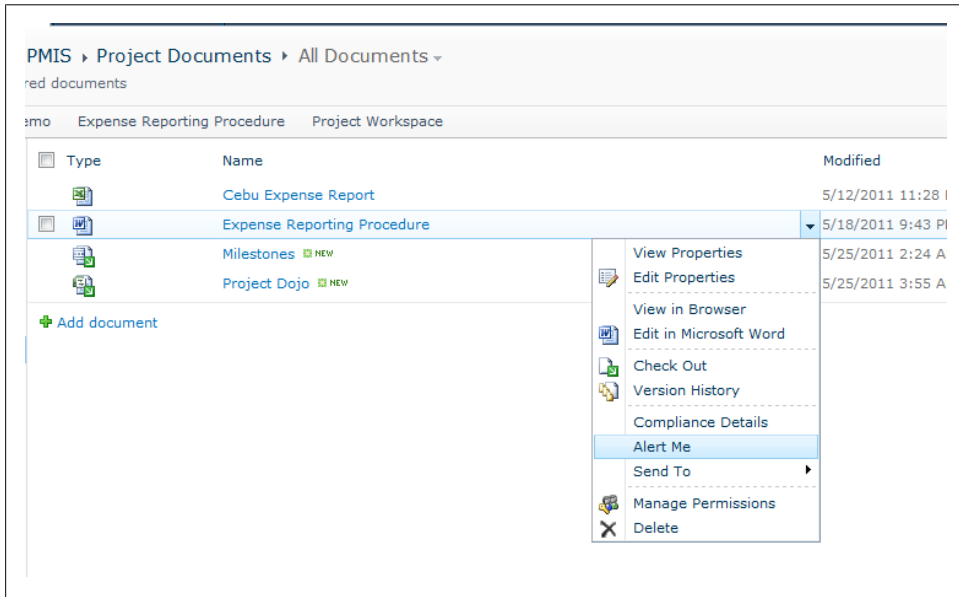 PMIS ▸ Project Documents ▸ All Documents
red documents
emo Expense Reporting Procedure Project Workspace
Type Name Modified
Cebu Expense Report 5/12/2011 11:28
Expense Reporting Procedure 5/18/2011 9:43 P
Milestones NEW 5/25/2011 2:24 A
Project Dojo NEW 5/25/2011 3:55 A
Add document
View Properties
Edit Properties
View in Browser
Edit in Microsoft Word
Check Out
Version History
Compliance Details
Alert Me
Send To
Manage Permissions
Delete